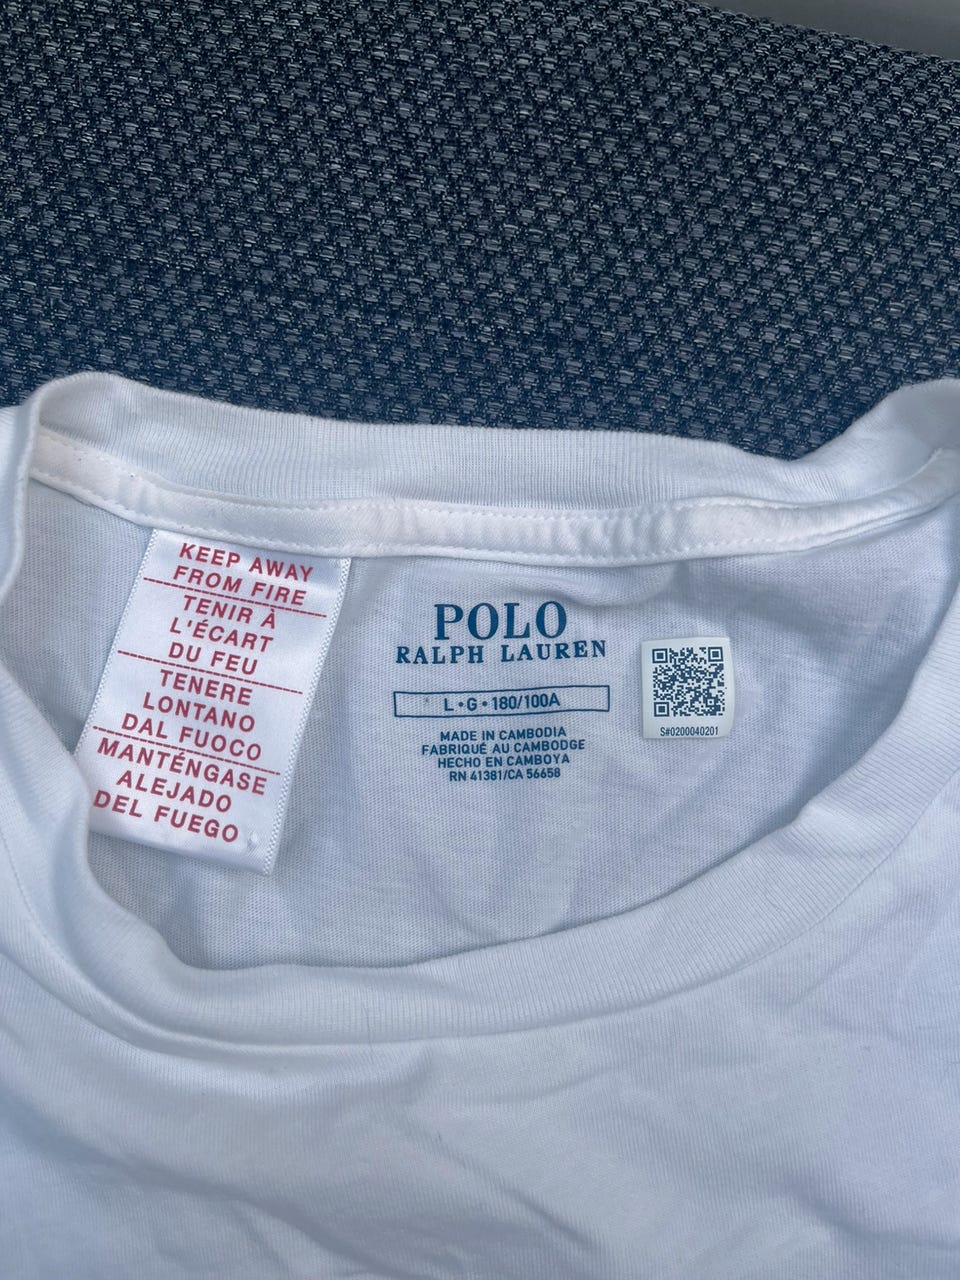 KEEP AWAY
FROM FIRE
TENIR À
L'ÉCART
DU FEU
TENERE
LONTANO
DAL FUOCO
MANTÉNGASE
ALEJADO
DEL FUEGO
POLO
RALPH LAUREN
L•G•180/100A
MADE IN CAMBODIA
FABRIQUÉ AU CAMBODGE
HECHO EN CAMBOYA
RN 41381/CA 56658
S#0200040201